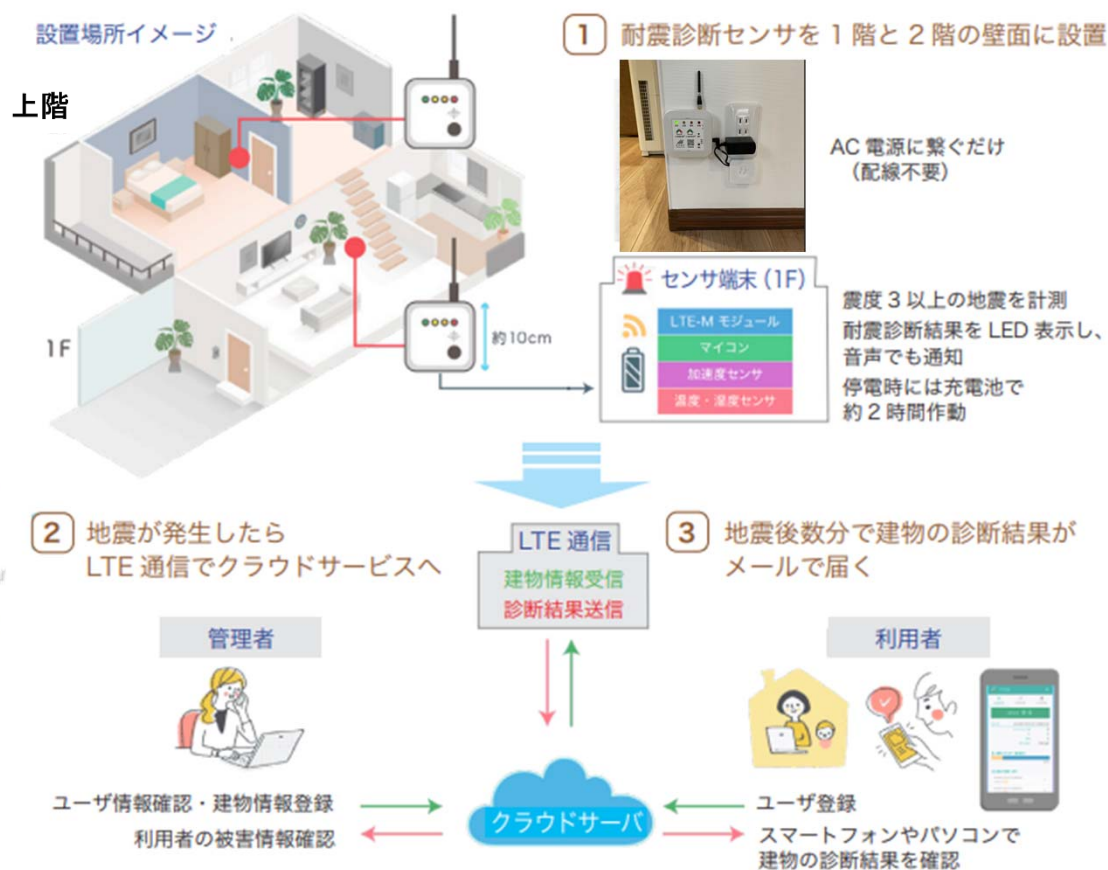 設置場所イメージ
上階
1F
約10cm
1 耐震診断センサを1階と2階の壁面に設置
AC電源に繋ぐだけ
(配線不要)
センサ端末(1F)
LTE-Mモジュール
マイコン
加速度センサ
温度・湿度センサ
震度3以上の地震を計測
耐震診断結果をLED表示し、
音声でも通知
停電時には充電池で
約2時間作動
2 地震が発生したら
LTE通信でクラウドサービスへ
LTE通信
建物情報受信
診断結果送信
3 地震後数分で建物の診断結果が
メールで届く
管理者
ユーザ情報確認・建物情報登録
利用者の被害情報確認
クラウドサーバ
利用者
ユーザ登録
スマートフォンやパソコンで
建物の診断結果を確認